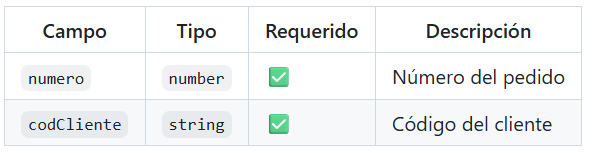 Campo Tipo Requerido Descripción
numero number ✅ Número del pedido
codCliente string ✅ Código del cliente